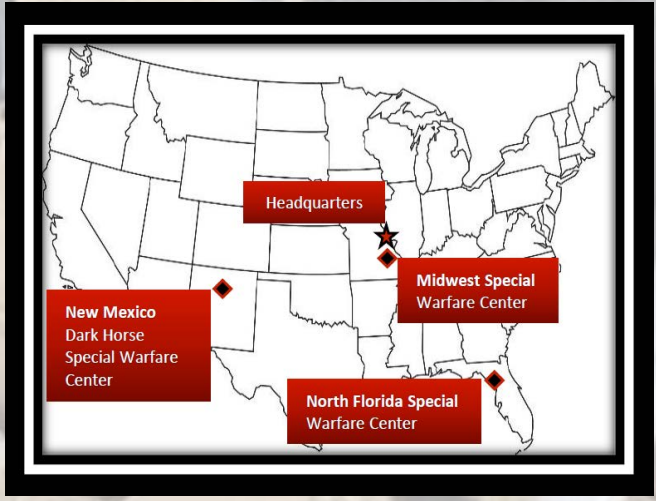 Headquarters
Midwest Special
Warfare Center
New Mexico
Dark Horse
Special Warfare
Center
North Florida Special
Warfare Center